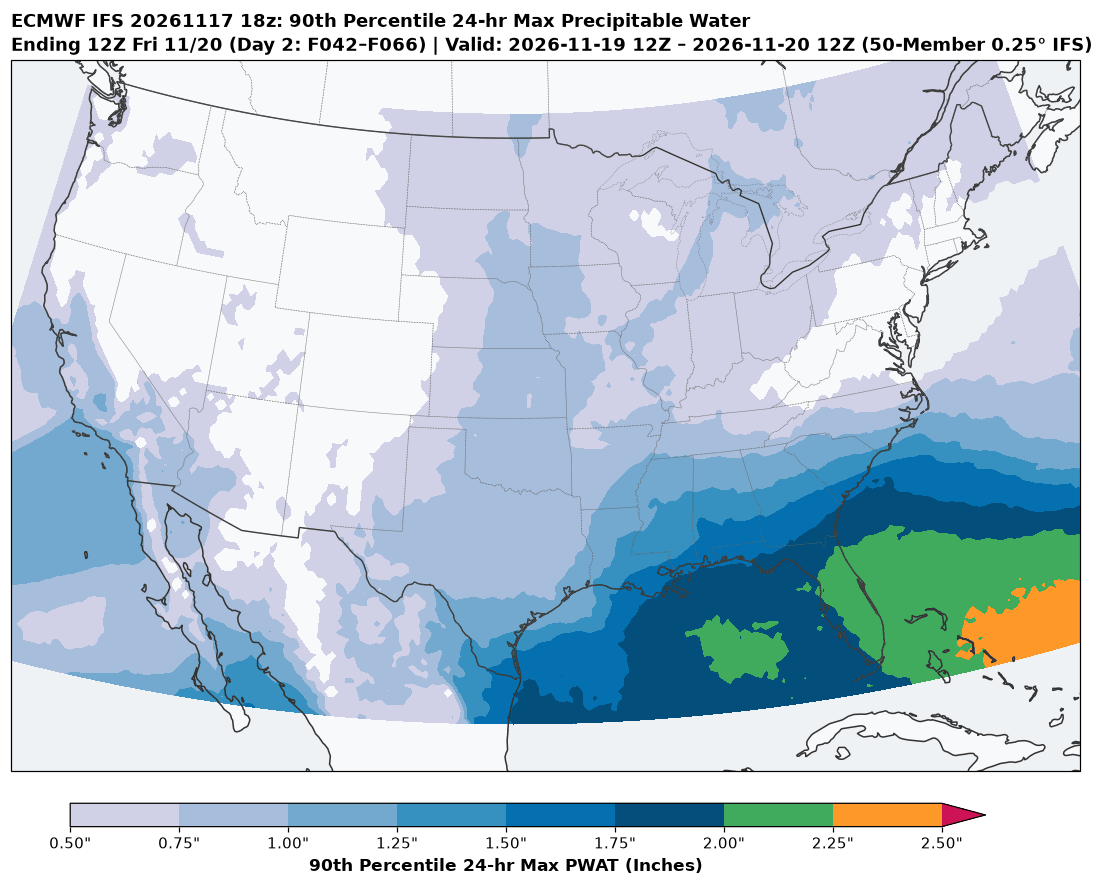 ECMWF IFS 20261117 18z: 90th Percentile 24-hr Max Precipitable Water
Ending 12Z Fri 11/20 (Day 2: F042–F066) | Valid: 2026-11-19 12Z – 2026-11-20 12Z (50-Member 0.25° IFS)
0.50" 0.75" 1.00" 1.25" 1.50" 1.75" 2.00" 2.25" 2.50"
90th Percentile 24-hr Max PWAT (Inches)